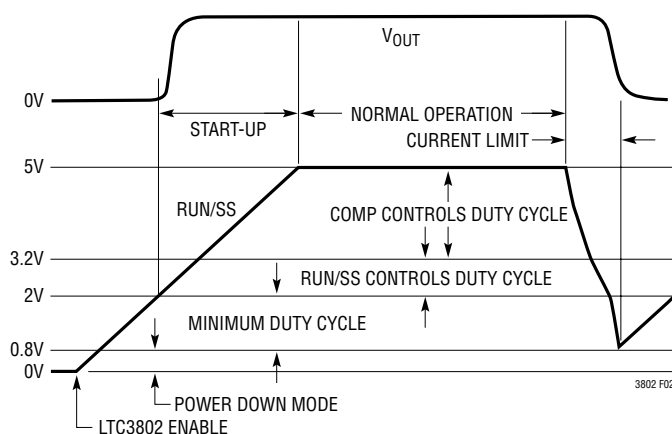 VOUT
0V
START-UP
NORMAL OPERATION
CURRENT LIMIT
5V
RUN/SS
COMP CONTROLS DUTY CYCLE
3.2V
RUN/SS CONTROLS DUTY CYCLE
2V
MINIMUM DUTY CYCLE
0.8V
0V
3802 F02
POWER DOWN MODE
LTC3802 ENABLE